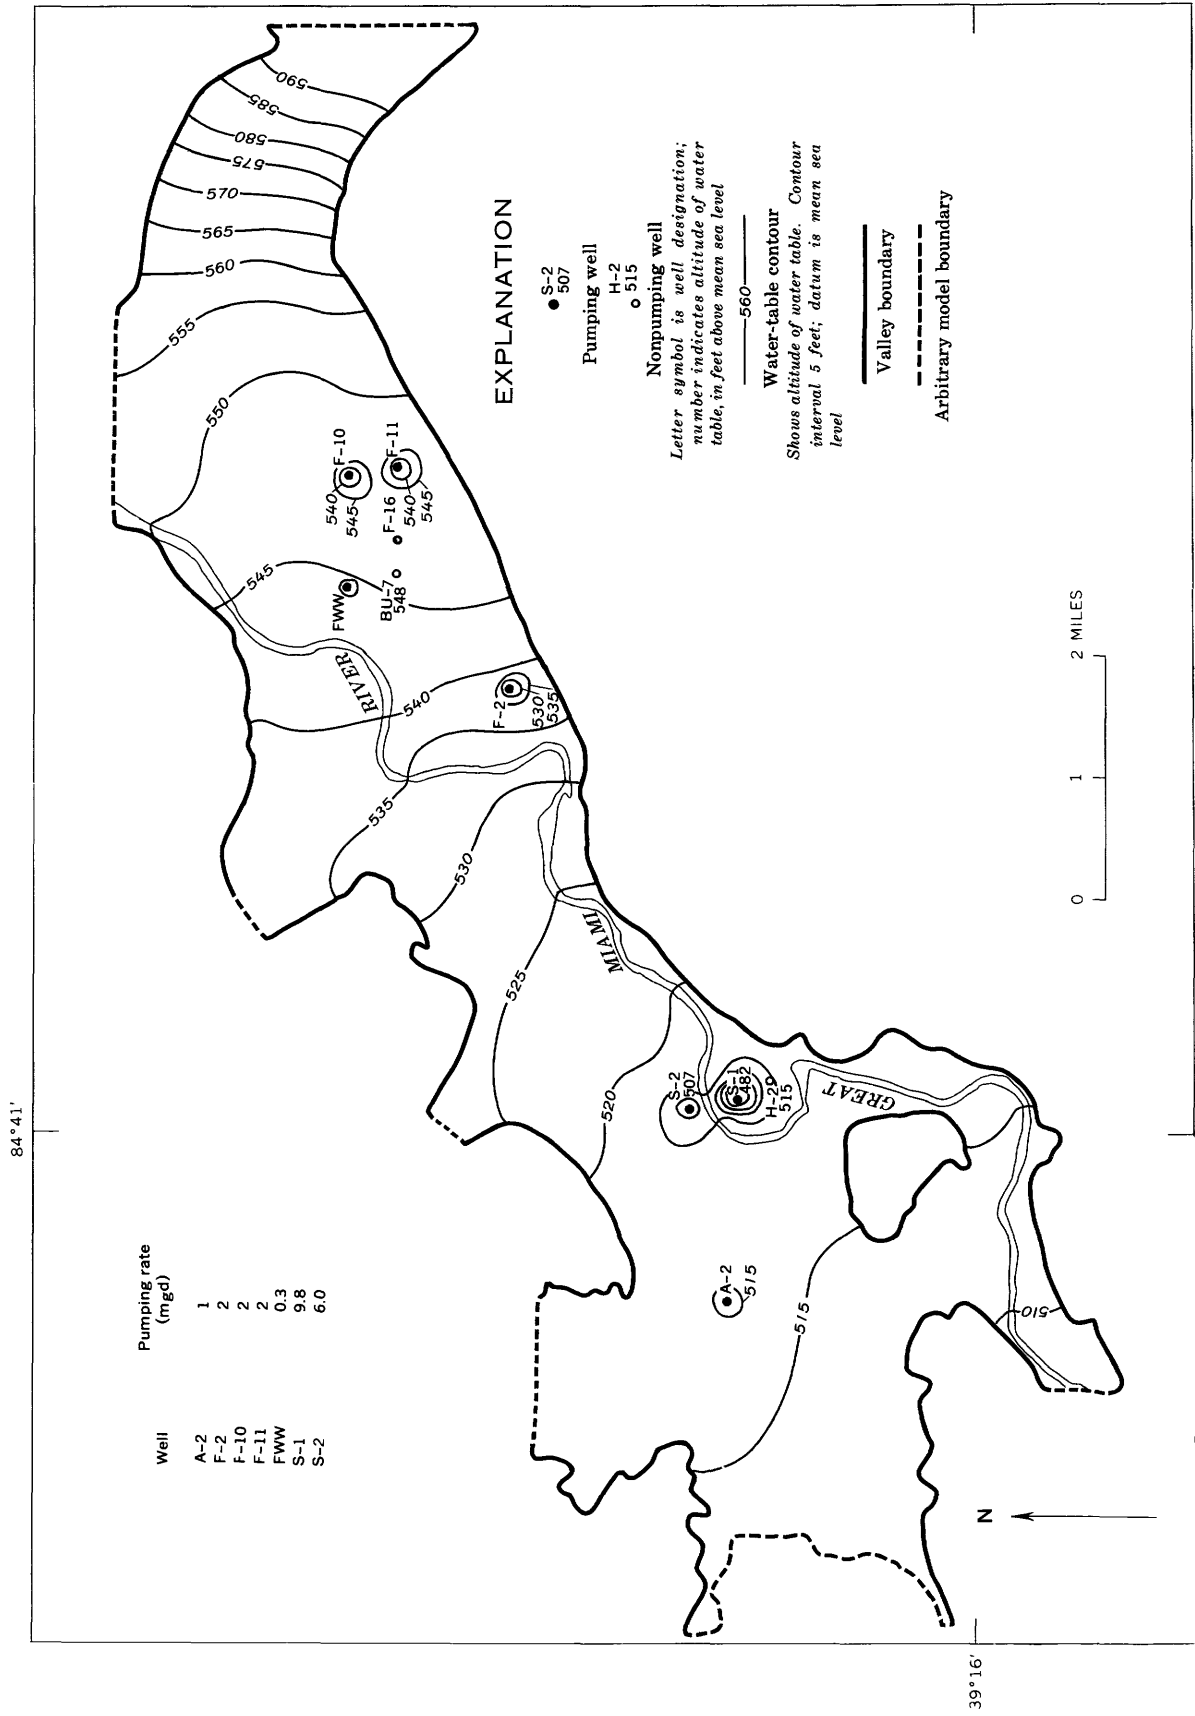 84°41'
39°16'
N
Well
Pumping rate
(mgd)
A-2 1
F-2 2
F-10 2
F-11 2
FWW 0.3
S-1 9.8
S-2 6.0
590
585
580
575
570
565
560
555
550
545
540
535
530
525
520
515
510
F-10
540
545
F-11
540
545
F-16
FWW
BU-7
548
F-2
530
535
S-2
507
S-1
482
H-2
515
A-2
515
GREAT
MIAMI
RIVER
EXPLANATION
S-2
507
Pumping well
H-2
515
Nonpumping well
Letter symbol is well designation;
number indicates altitude of water
table, in feet above mean sea level
560
Water-table contour
Shows altitude of water table. Contour
interval 5 feet; datum is mean sea
level
Valley boundary
Arbitrary model boundary
0 1 2 MILES